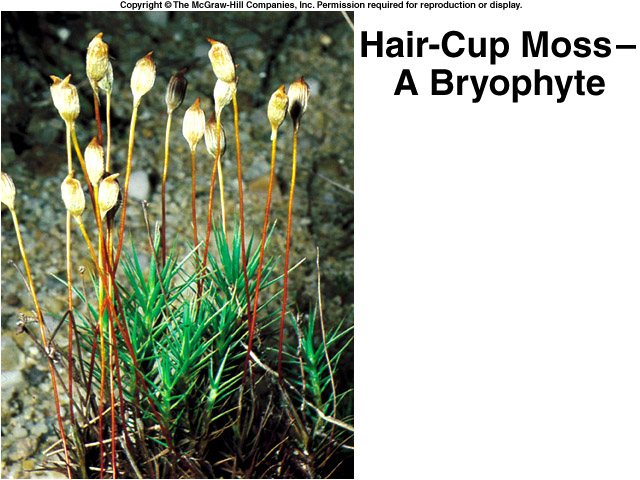 Copyright © The McGraw-Hill Companies, Inc. Permission required for reproduction or display.
Hair-Cup Moss–
A Bryophyte